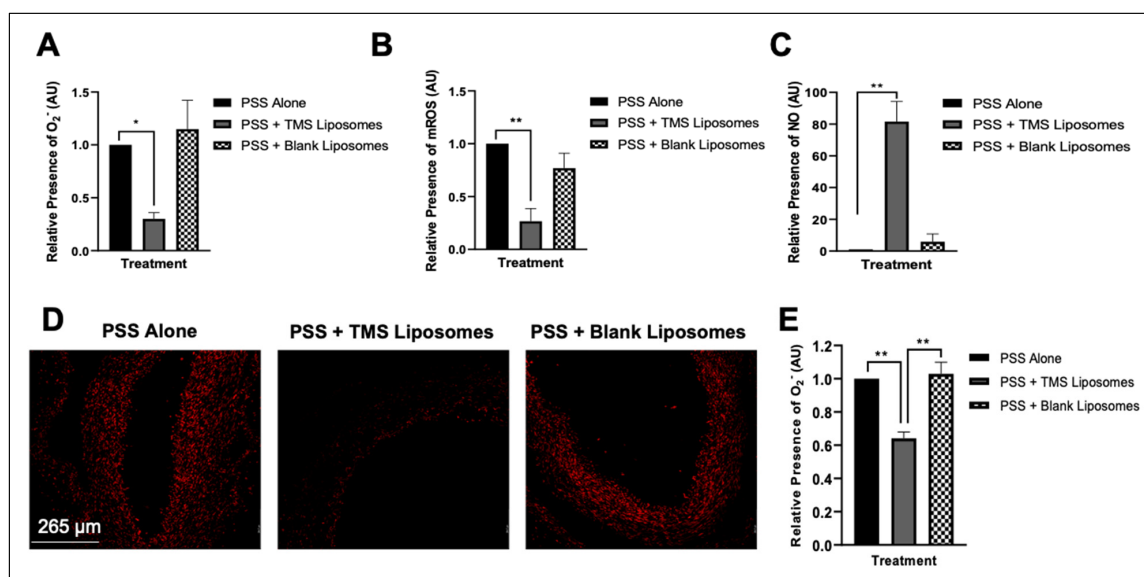 A
Relative Presence of O₂⁻ (AU)
1.5
1.0
0.5
0.0
*
Treatment
PSS Alone
PSS + TMS Liposomes
PSS + Blank Liposomes
B
Relative Presence of mROS (AU)
1.5
1.0
0.5
0.0
**
Treatment
PSS Alone
PSS + TMS Liposomes
PSS + Blank Liposomes
C
Relative Presence of NO (AU)
100
80
60
40
20
0
**
Treatment
PSS Alone
PSS + TMS Liposomes
PSS + Blank Liposomes
D
PSS Alone
PSS + TMS Liposomes
PSS + Blank Liposomes
265 µm
E
Relative Presence of O₂⁻ (AU)
1.2
1.0
0.8
0.6
0.4
0.2
0.0
**
**
Treatment
PSS Alone
PSS + TMS Liposomes
PSS + Blank Liposomes